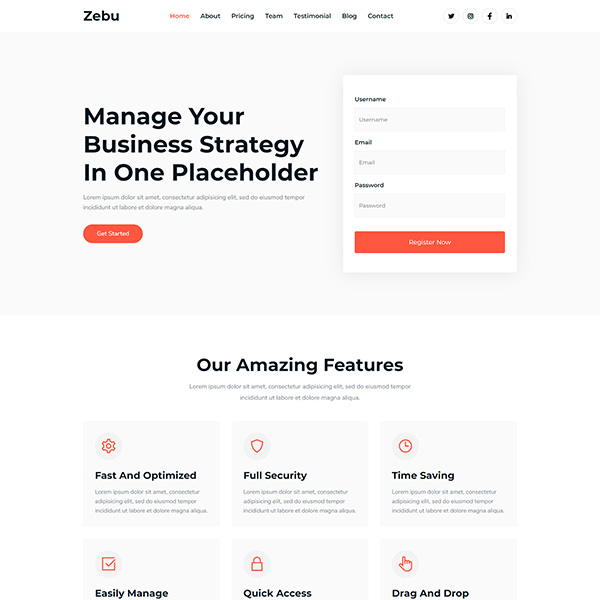 Zebu
Home About Pricing Team Testimonial Blog Contact
Manage Your
Business Strategy
In One Placeholder
Lorem ipsum dolor sit amet, consectetur adipisicing elit, sed do eiusmod tempor
incididunt ut labore et dolore magna aliqua.
Get Started
Username
Username
Email
Email
Password
Password
Register Now
Our Amazing Features
Lorem ipsum dolor sit amet, consectetur adipisicing elit, sed do eiusmod tempor
incididunt ut labore et dolore magna aliqua.
Fast And Optimized
Lorem ipsum dolor sit amet, consectetur
adipisicing elit, sed do eiusmod tempor
incididunt ut labore et dolore magna aliqua.
Full Security
Lorem ipsum dolor sit amet, consectetur
adipisicing elit, sed do eiusmod tempor
incididunt ut labore et dolore magna aliqua.
Time Saving
Lorem ipsum dolor sit amet, consectetur
adipisicing elit, sed do eiusmod tempor
incididunt ut labore et dolore magna aliqua.
Easily Manage
Quick Access
Drag And Drop